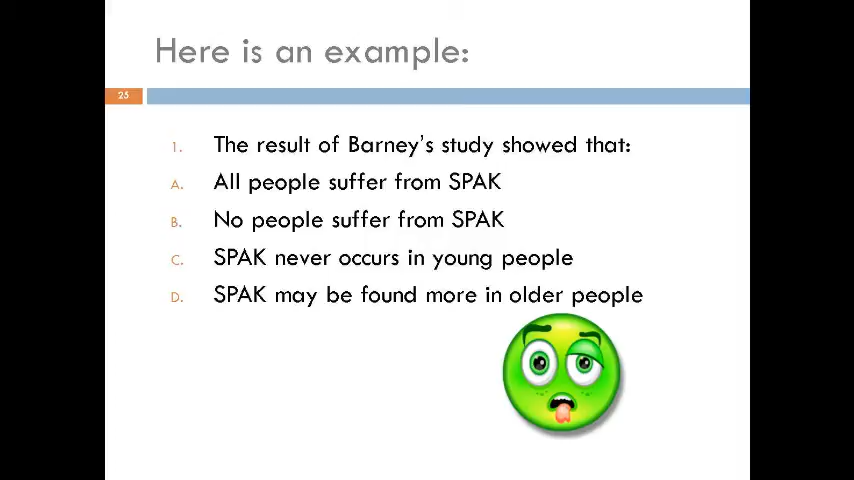 Here is an example:
25
1. The result of Barney's study showed that:
A. All people suffer from SPAK
B. No people suffer from SPAK
C. SPAK never occurs in young people
D. SPAK may be found more in older people